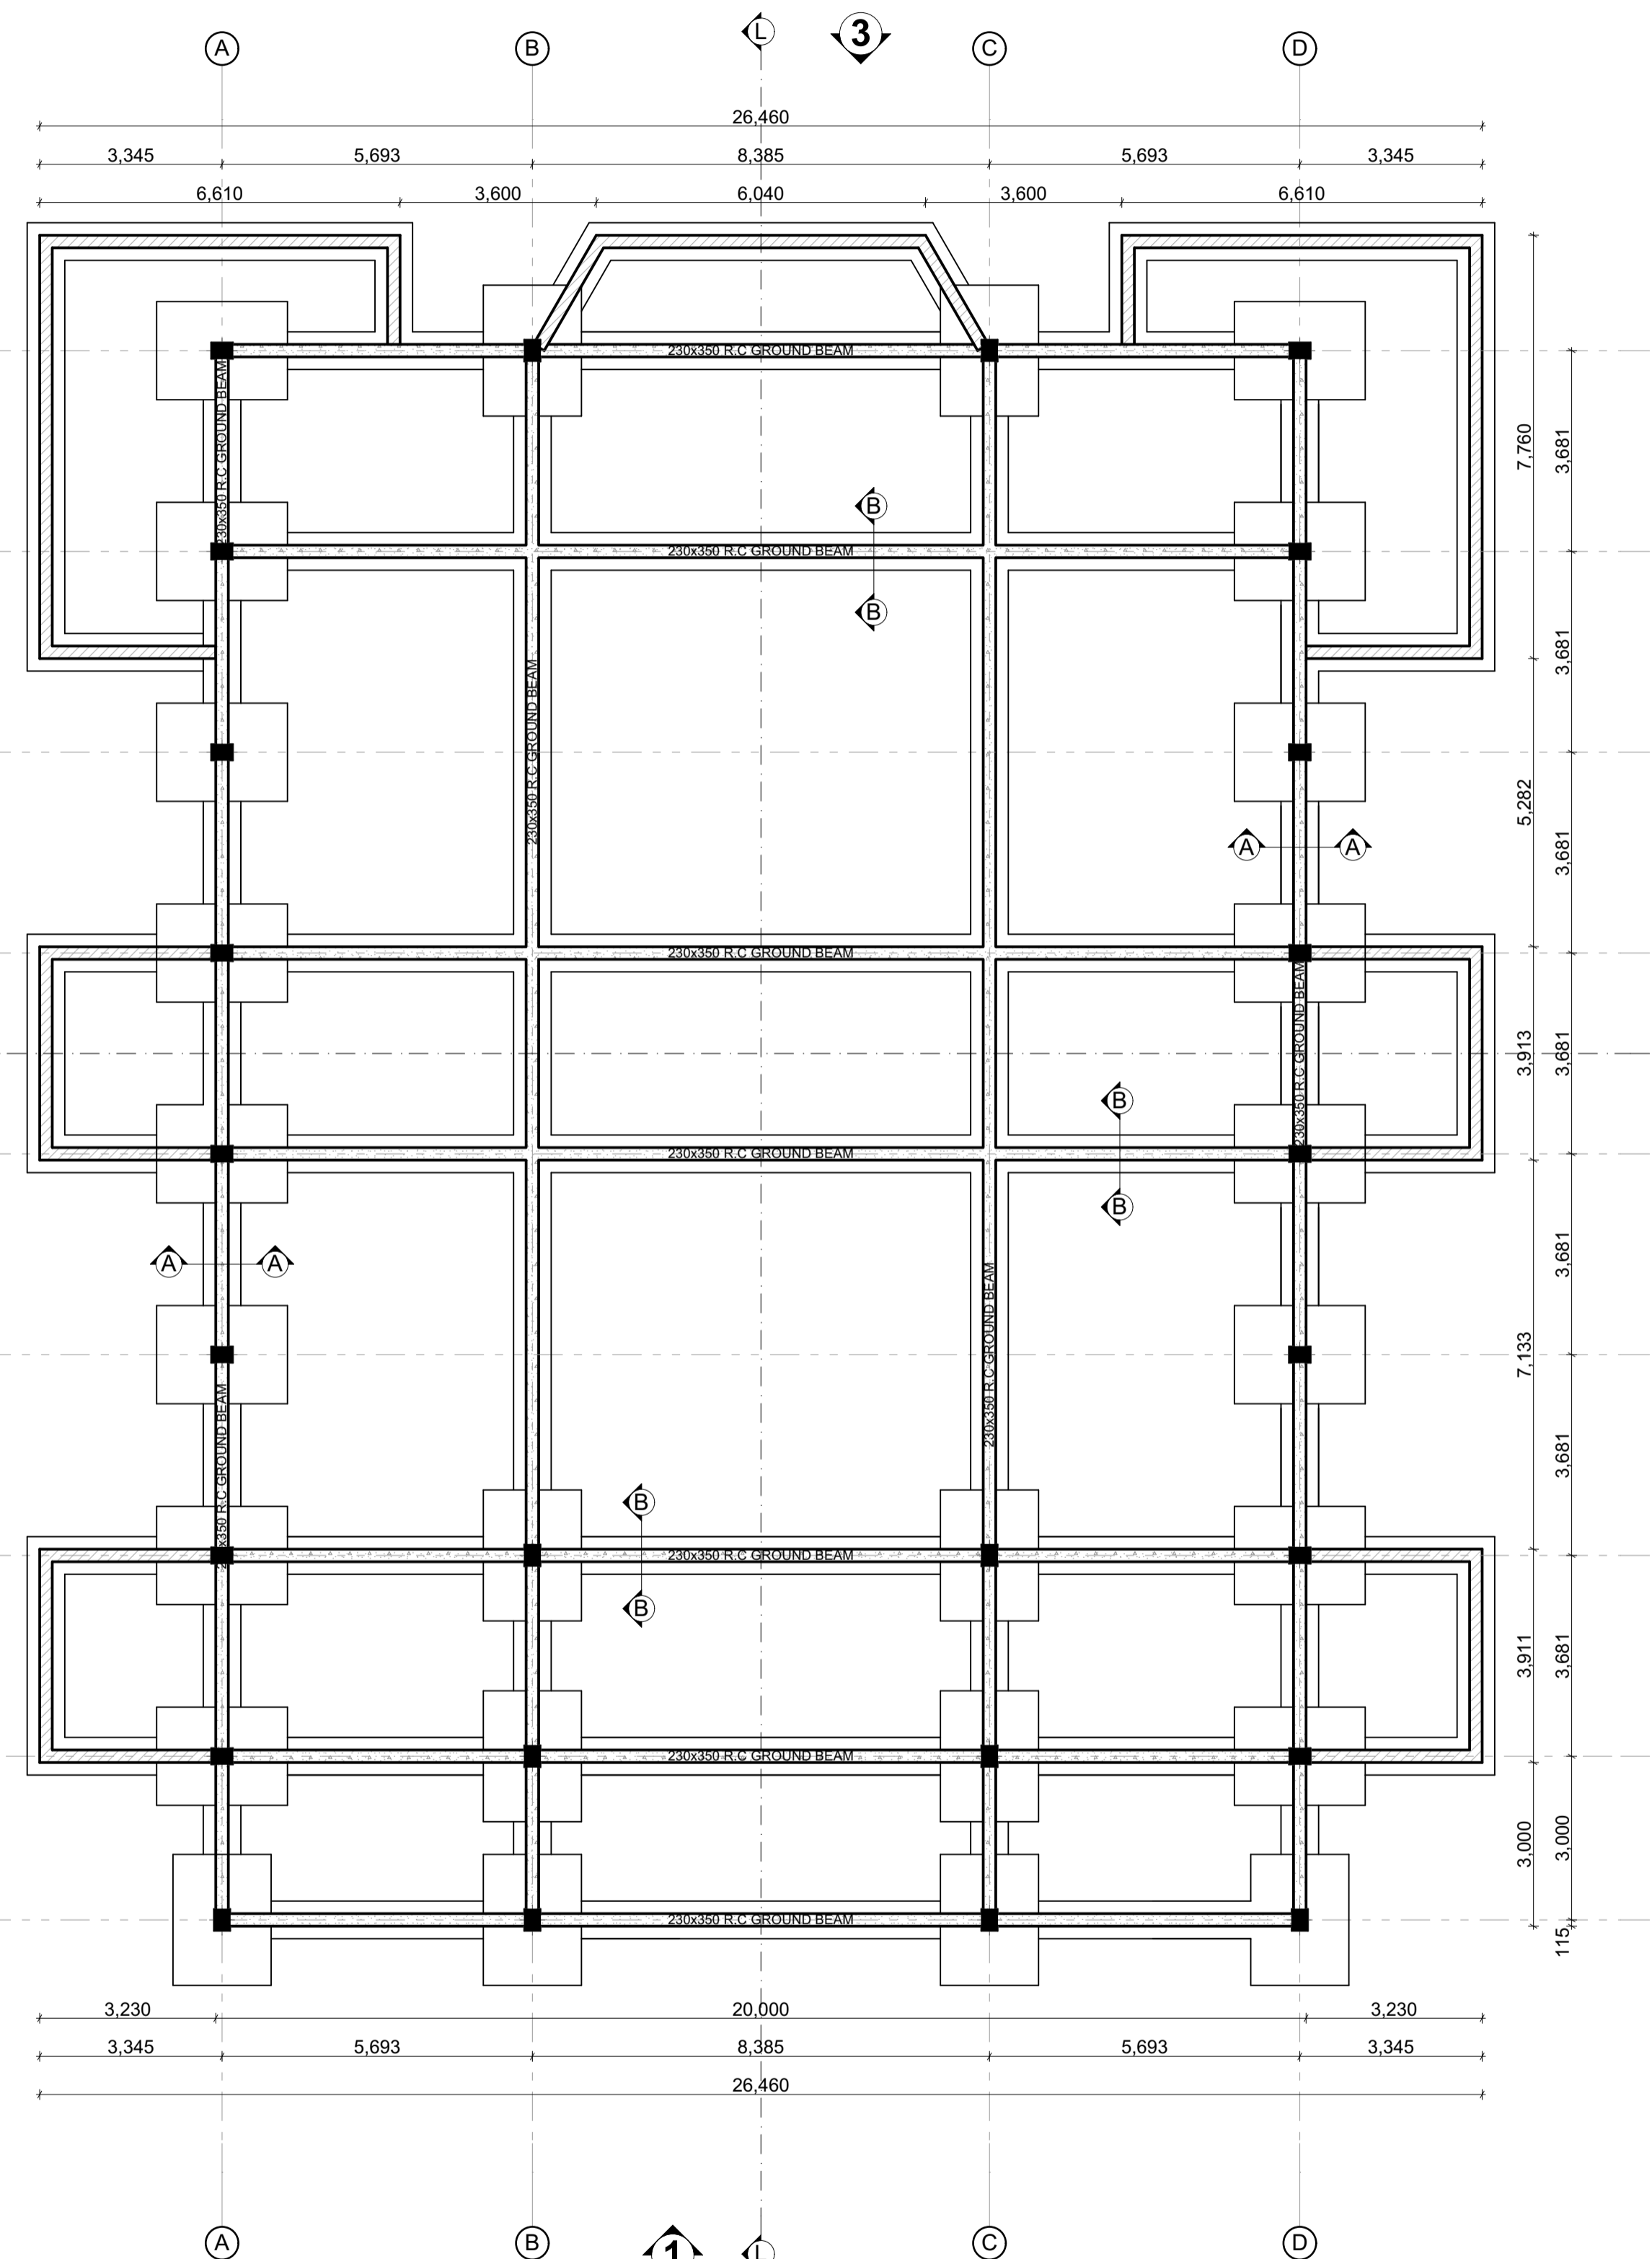 L 3
A B C D
26,460
3,345 5,693 8,385 5,693 3,345
6,610 3,600 6,040 3,600 6,610
230x350 R.C GROUND BEAM
230x350 R.C GROUND BEAM
7,760 3,681
B
230x350 R.C GROUND BEAM
B
3,681
230x350 R.C GROUND BEAM
5,282 3,681
A A
230x350 R.C GROUND BEAM
230x350 R.C GROUND BEAM
3,913 3,681
B
230x350 R.C GROUND BEAM
B
A A
3,681
230x350 R.C GROUND BEAM
7,133
230x350 R.C GROUND BEAM
3,681
B
230x350 R.C GROUND BEAM
B
3,911 3,681
230x350 R.C GROUND BEAM
3,000 3,000
230x350 R.C GROUND BEAM
115
3,230 20,000 3,230
3,345 5,693 8,385 5,693 3,345
26,460
A B 1 L C D